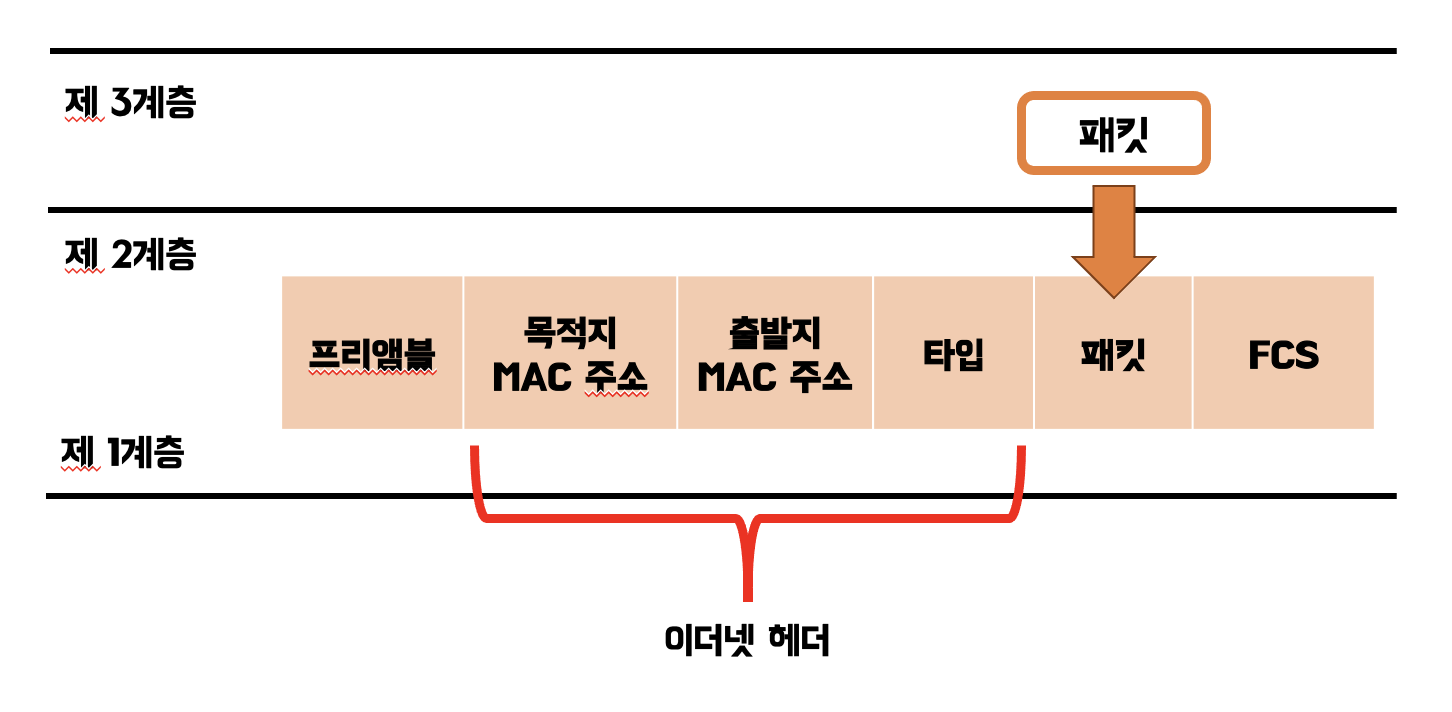 제 3계층
패킷
제 2계층
프리앰블
목적지
MAC 주소
출발지
MAC 주소
타입
패킷
FCS
제 1계층
이더넷 헤더